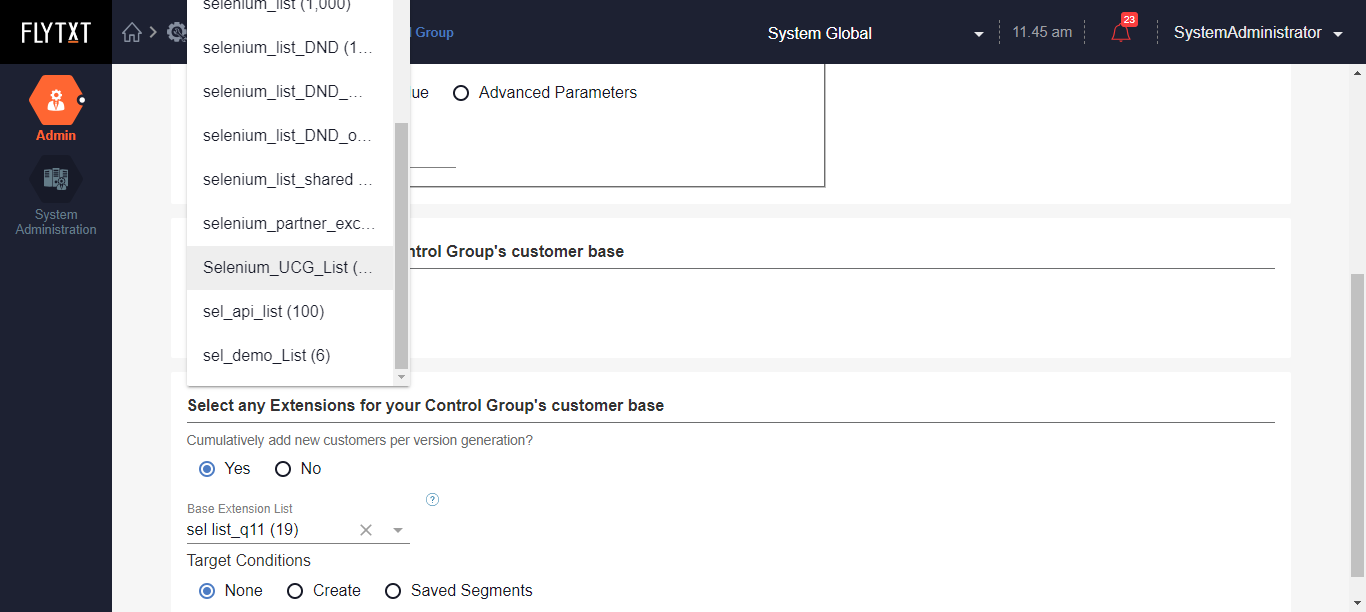 FLYTXT
Group
System Global
11.45 am
23
SystemAdministrator
Admin
System
Administration
selenium_list (1,000)
selenium_list_DND (1...
selenium_list_DND_...
selenium_list_DND_o...
selenium_list_shared ...
selenium_partner_exc...
Selenium_UCG_List (...
sel_api_list (100)
sel_demo_List (6)
ue
Advanced Parameters
ntrol Group's customer base
Select any Extensions for your Control Group's customer base
Cumulatively add new customers per version generation?
Yes No
?
Base Extension List
sel list_q11 (19)
Target Conditions
None Create Saved Segments